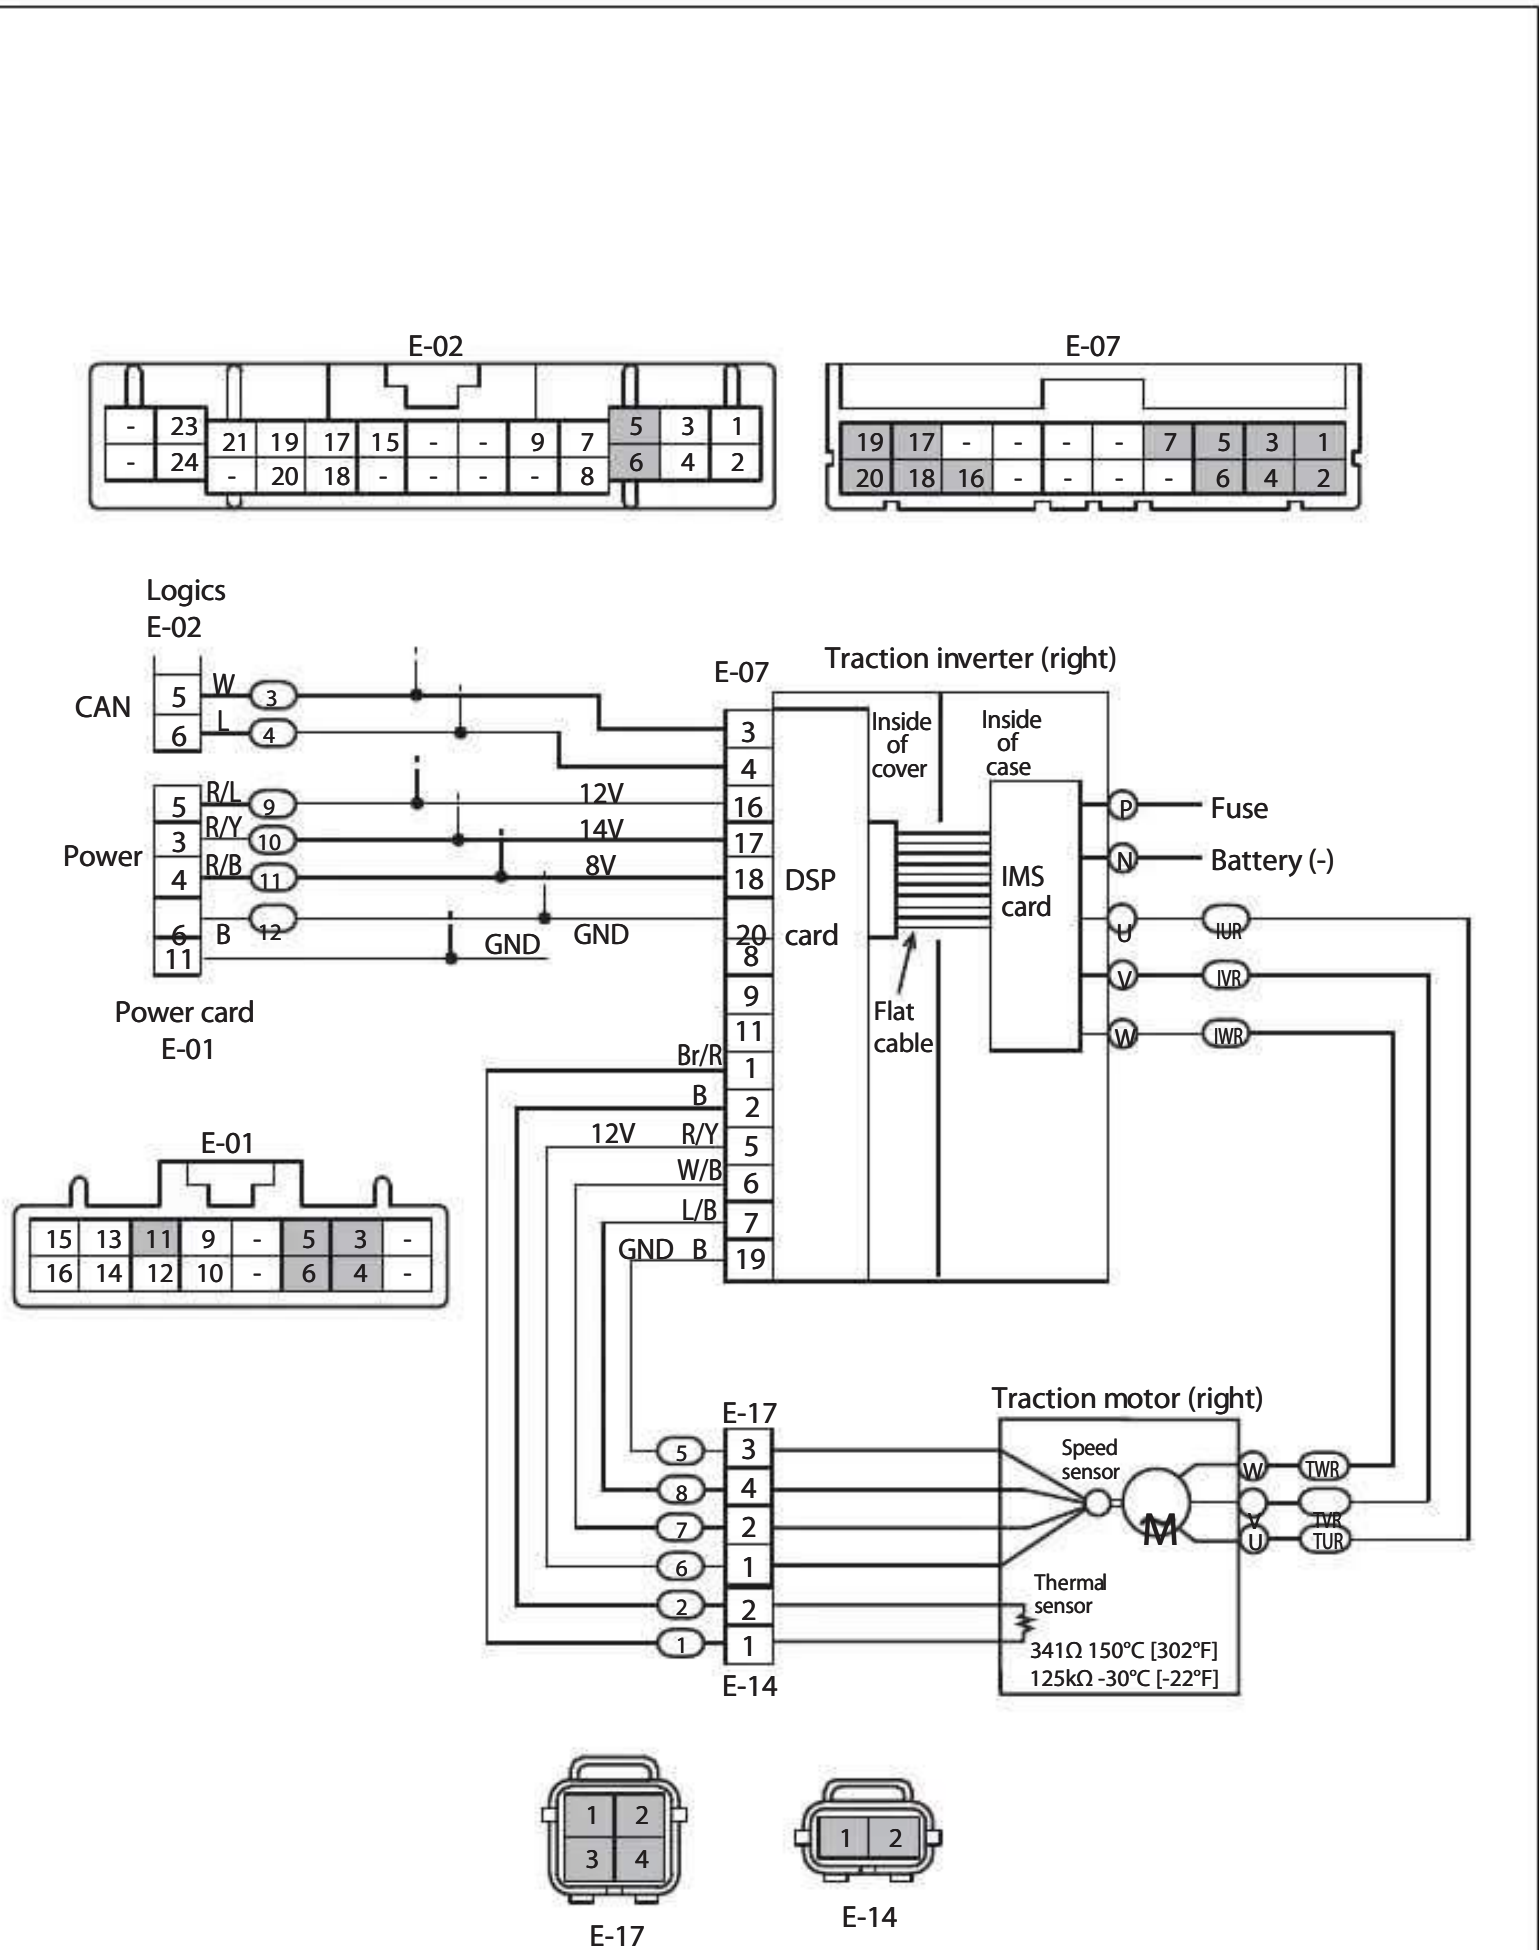 E-02
E-07
- 23 21 19 17 15 - - 9 7 5 3 1
- 24 - 20 18 - - - - 8 6 4 2
19 17 - - - - 7 5 3 1
20 18 16 - - - - 6 4 2
Logics
E-02
CAN
5 W 3
6 L 4
Power
5 R/L 9 12V
3 R/Y 10 14V
4 R/B 11 8V
6 B 12 GND
11 GND
Power card
E-01
E-07
Traction inverter (right)
3
4
16
17
18
20
8
9
11
Br/R 1
B 2
12V R/Y 5
W/B 6
L/B 7
GND B 19
DSP
card
Inside
of
cover
Inside
of
case
IMS
card
Flat
cable
P Fuse
N Battery (-)
U IUR
V IVR
W IWR
E-01
15 13 11 9 - 5 3 -
16 14 12 10 - 6 4 -
Traction motor (right)
E-17
5 3
8 4
7 2
6 1
2 2
1 1
E-14
Speed
sensor
M
W TWR
V TVR
U TUR
Thermal
sensor
341Ω 150°C [302°F]
125kΩ -30°C [-22°F]
1 2
3 4
E-17
1 2
E-14